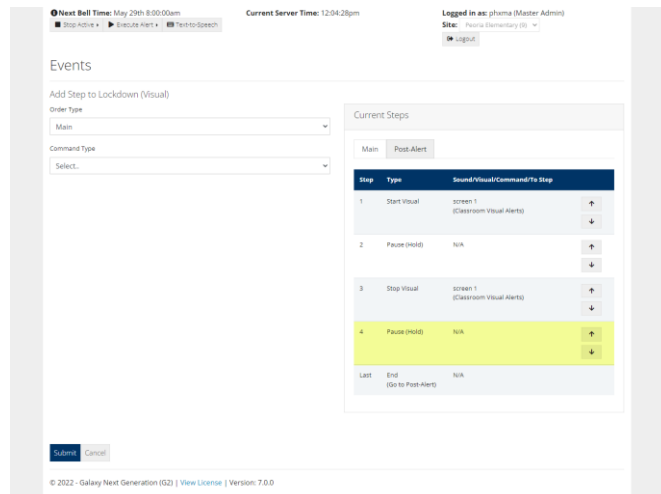 Next Bell Time: May 29th 8:00:00am
Current Server Time: 12:04:28pm
Logged in as: phxma (Master Admin)
Stop Active
Execute Alert
Text-to-Speech
Site: Peoria Elementary (6)
Logout
Events
Add Step to Lockdown (Visual)
Order Type
Main
Command Type
Select..
Current Steps
Main Post-Alert
Step Type Sound/Visual/Command/To Step
1 Start Visual screen 1
(Classroom Visual Alerts)
2 Pause (Hold) N/A
3 Stop Visual screen 1
(Classroom Visual Alerts)
4 Pause (Hold) N/A
Last End N/A
(Go to Post-Alert)
Submit Cancel
© 2022 - Galaxy Next Generation (G2) | View License | Version: 7.0.0